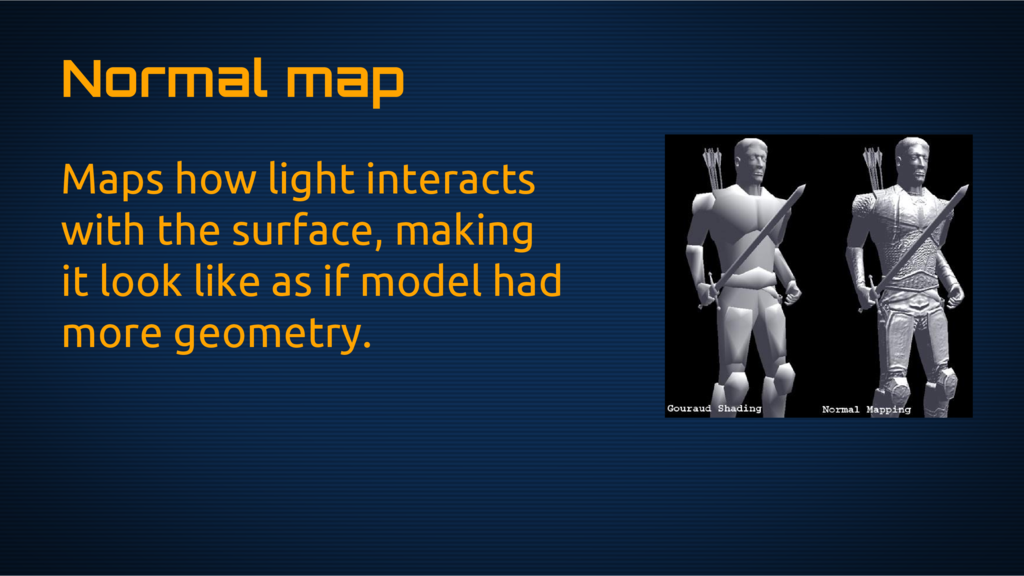 Normal map
Maps how light interacts
with the surface, making
it look like as if model had
more geometry.
Gouraud Shading
Normal Mapping